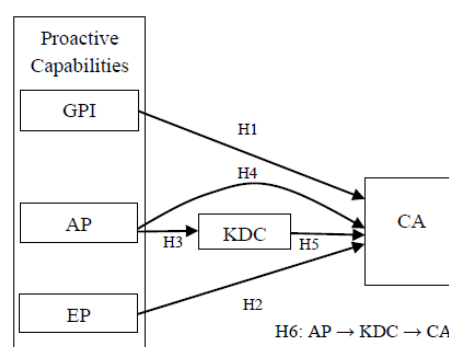 Proactive
Capabilities
GPI
H1
H4
AP
H3
KDC
H5
CA
EP
H2
H6: AP → KDC → CA